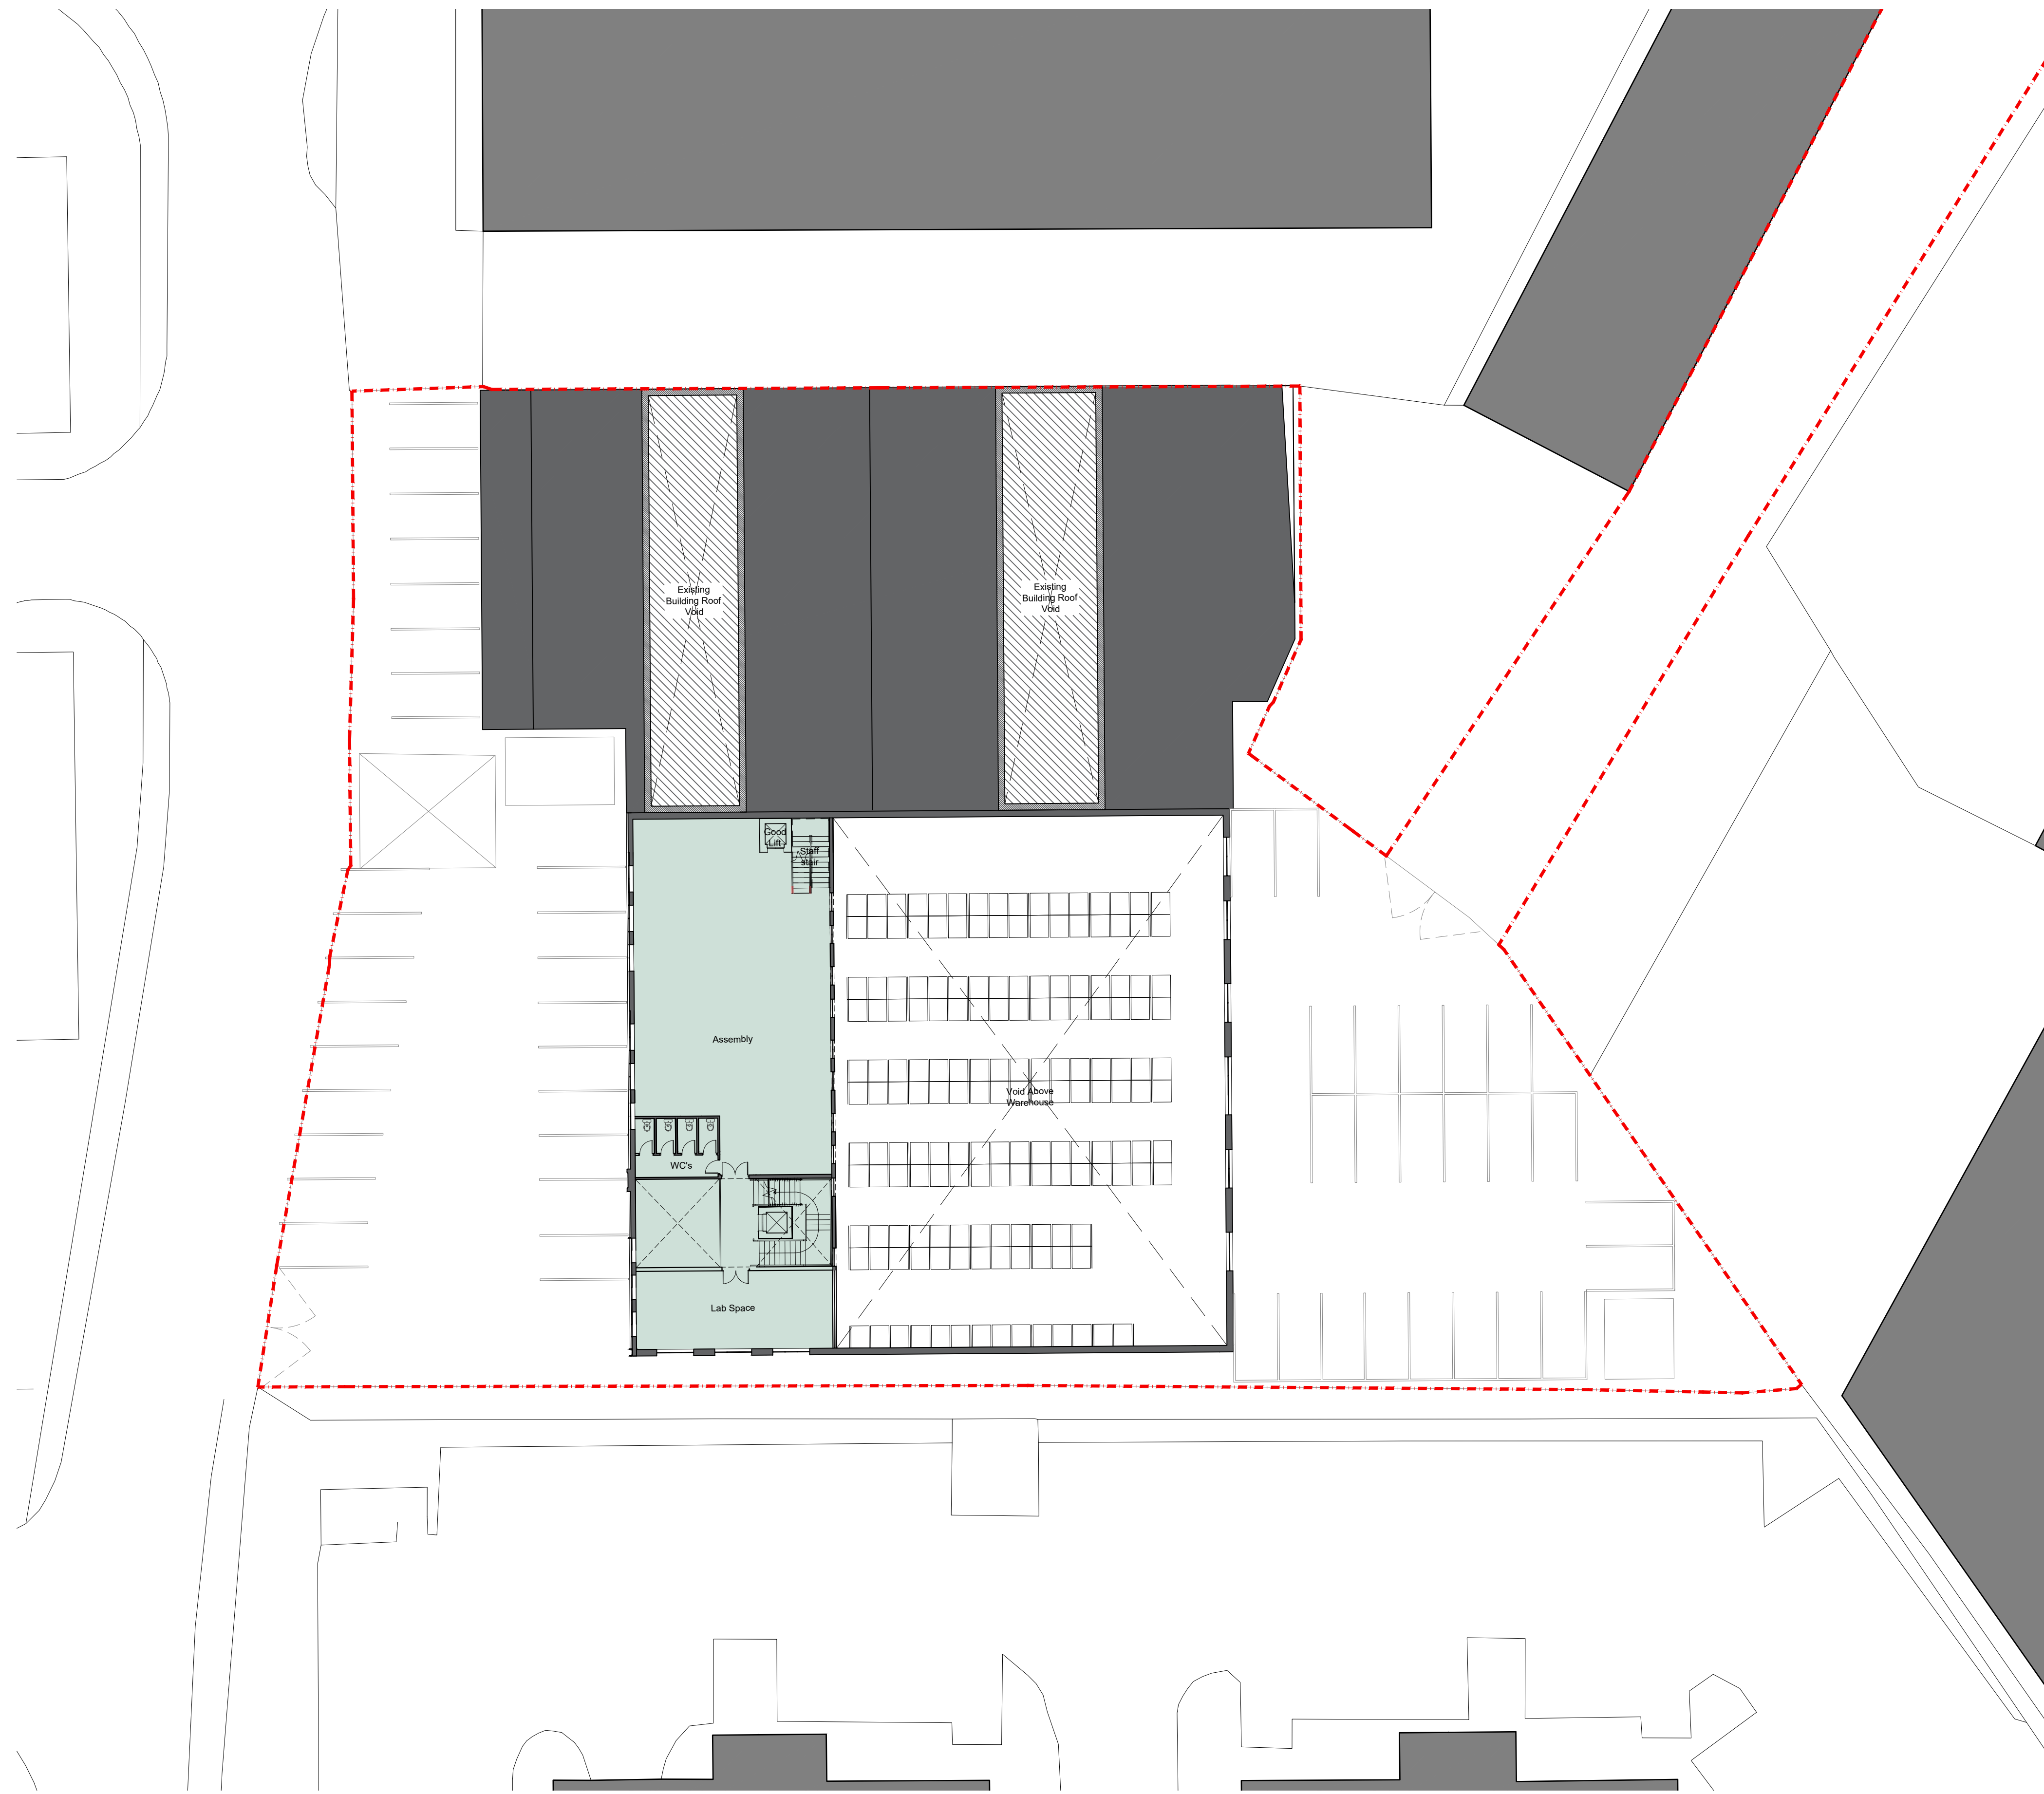 Existing
Building Roof
Void
Existing
Building Roof
Void
Good
Lift
Staff
stair
Assembly
Void Above
Warehouse
WC's
Lab Space